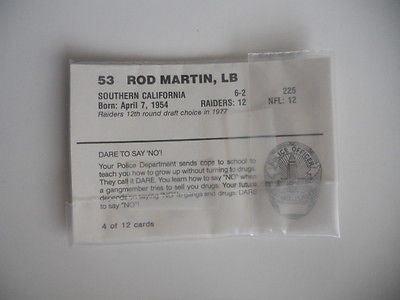 53 ROD MARTIN, LB
SOUTHERN CALIFORNIA 6-2 225
Born: April 7, 1954 RAIDERS: 12 NFL: 12
Raiders 12th round draft choice in 1977
DARE TO SAY 'NO'!
Your Police Department sends cops to school to
teach you how to grow up without turning to drugs.
They call it DARE. You learn how to say "NO"! when
a gangmember tries to sell you drugs. Your future
depends on saying "NO"! to gangs and drugs. DARE
to say "NO"!
POLICE OFFICER
4 of 12 cards